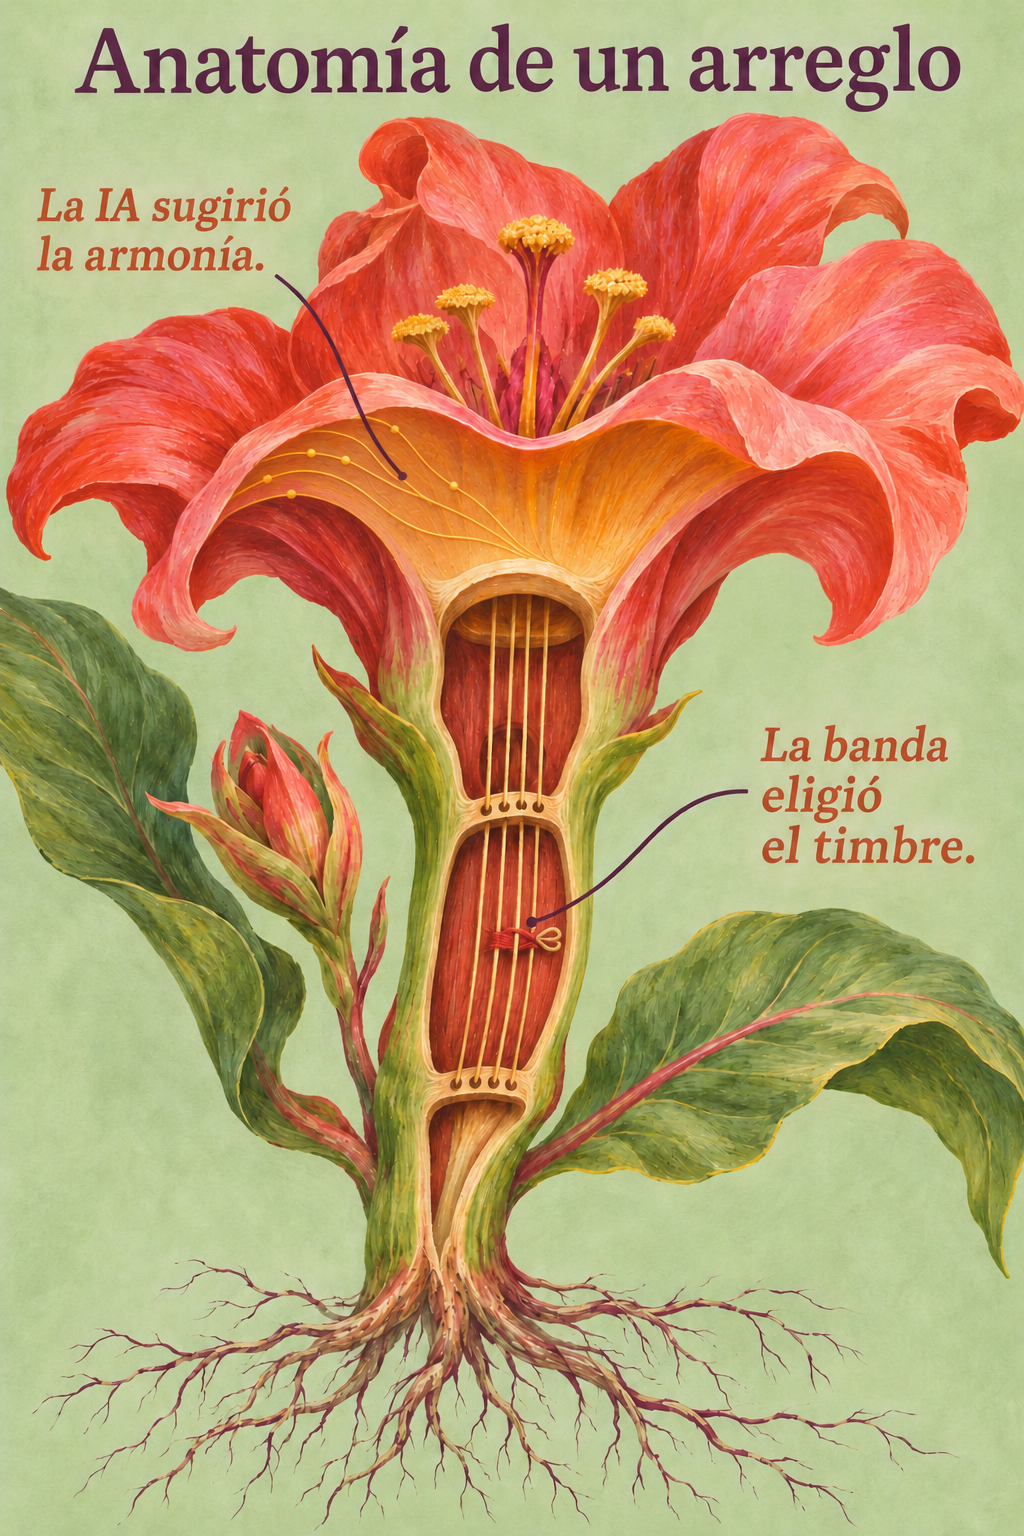 Anatomía de un arreglo
La IA sugirió
la armonía.
La banda
eligió
el timbre.